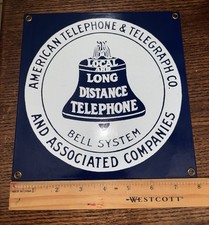 AMERICAN TELEPHONE & TELEGRAPH CO
LOCAL AND
LONG
DISTANCE
TELEPHONE
BELL SYSTEM
AND ASSOCIATED COMPANIES
WESTCOTT